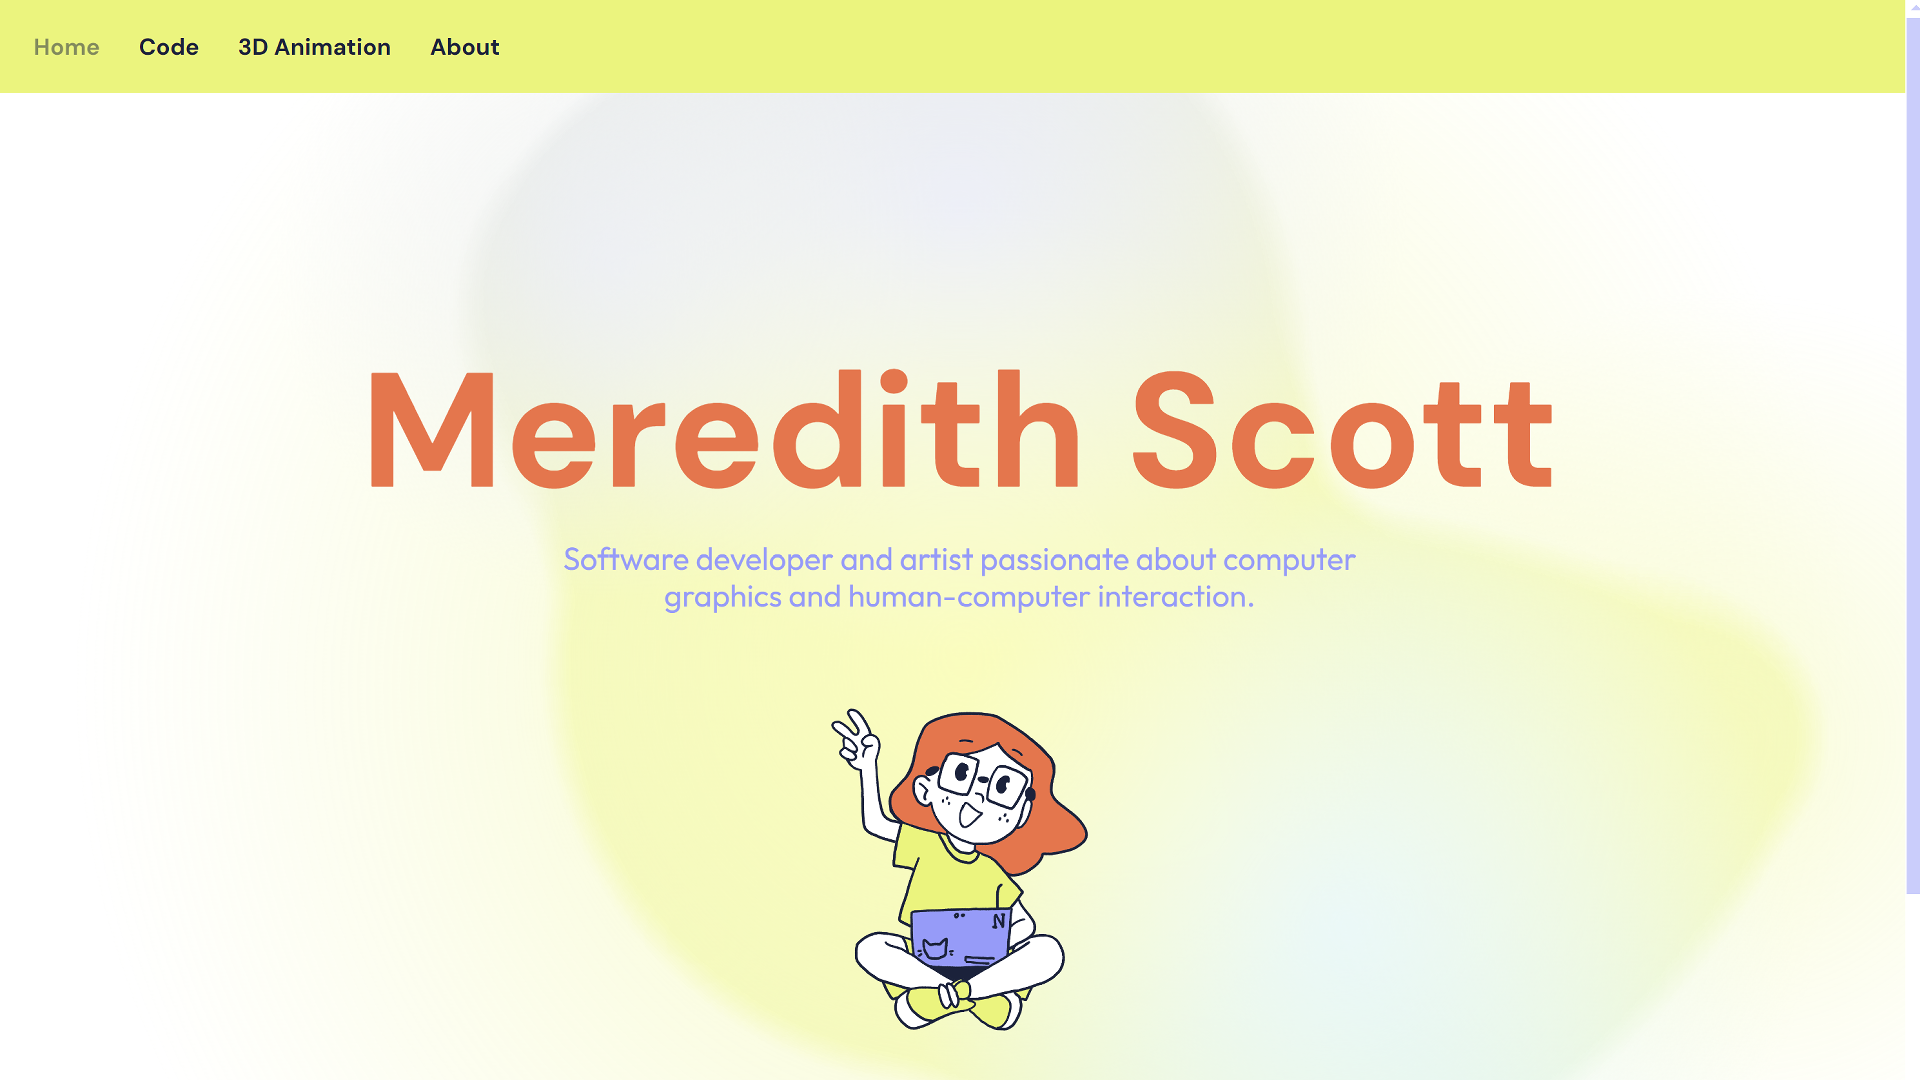 Home Code 3D Animation About
Meredith Scott
Software developer and artist passionate about computer
graphics and human-computer interaction.
N